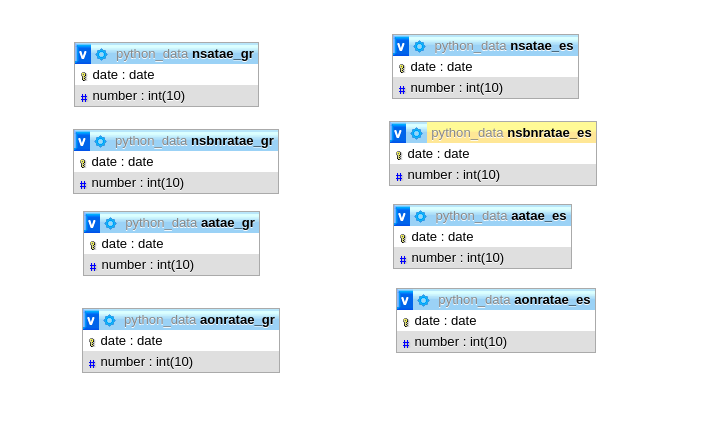 v python_data nsatae_gr
date : date
# number : int(10)
v python_data nsatae_es
date : date
# number : int(10)
v python_data nsbnratae_gr
date : date
# number : int(10)
v python_data nsbnratae_es
date : date
# number : int(10)
v python_data aatae_gr
date : date
# number : int(10)
v python_data aatae_es
date : date
# number : int(10)
v python_data aonratae_gr
date : date
# number : int(10)
v python_data aonratae_es
date : date
# number : int(10)